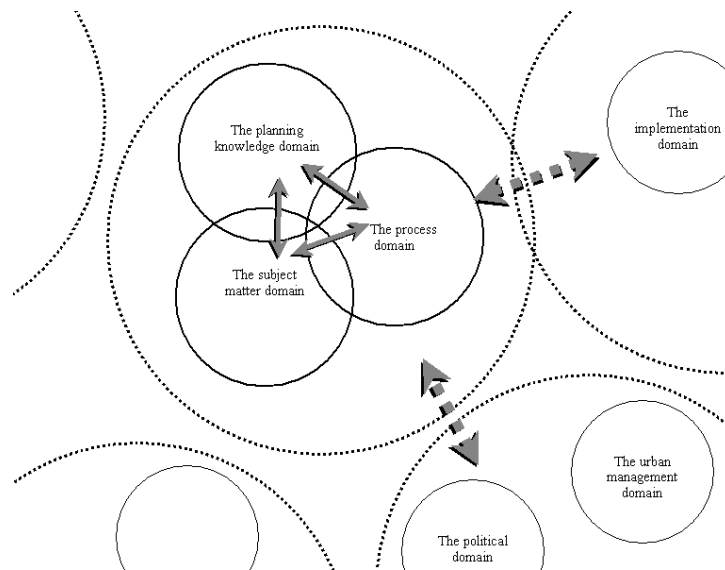 The planning
knowledge domain
The process
domain
The subject
matter domain
The
implementation
domain
The urban
management
domain
The political
domain